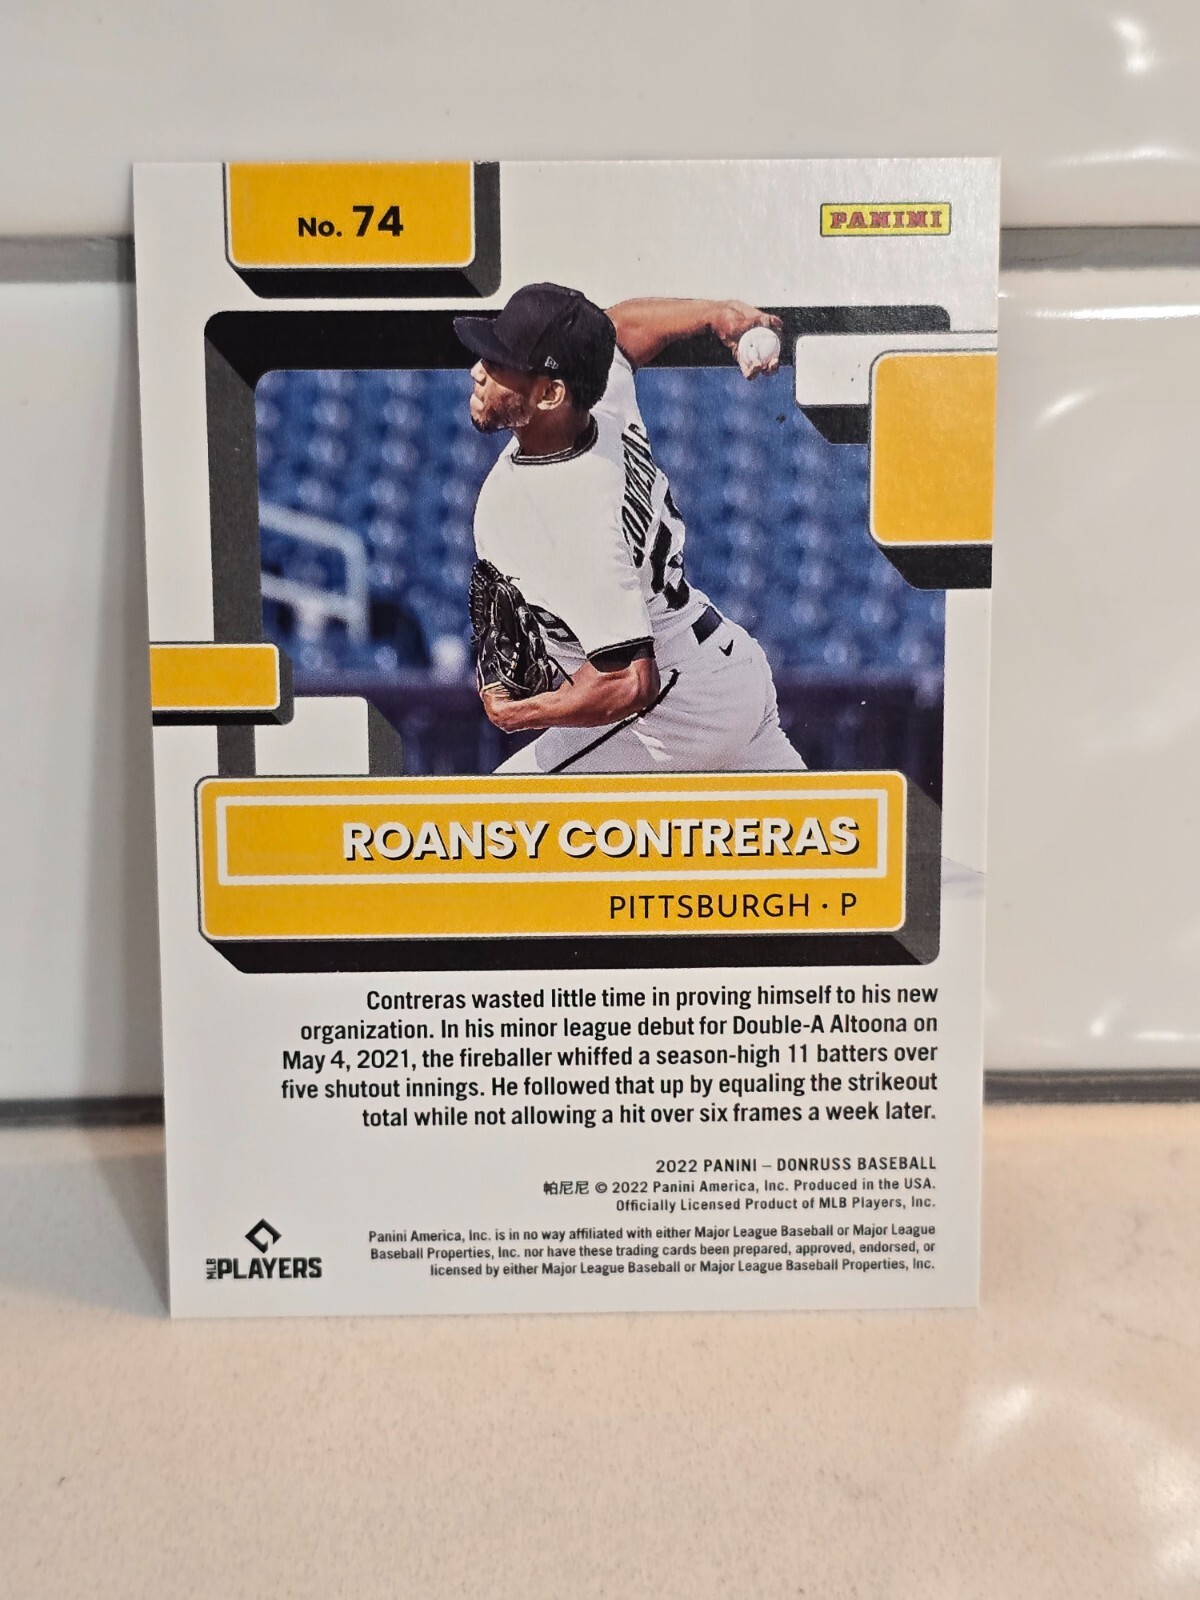 No. 74
PANINI
CONTRERAS
ROANSY CONTRERAS
PITTSBURGH · P
Contreras wasted little time in proving himself to his new
organization. In his minor league debut for Double-A Altoona on
May 4, 2021, the fireballer whiffed a season-high 11 batters over
five shutout innings. He followed that up by equaling the strikeout
total while not allowing a hit over six frames a week later.
2022 PANINI – DONRUSS BASEBALL
帕尼尼 © 2022 Panini America, Inc. Produced in the USA.
Officially Licensed Product of MLB Players, Inc.
Panini America, Inc. is in no way affiliated with either Major League Baseball or Major League
Baseball Properties, Inc. nor have these trading cards been prepared, approved, endorsed, or
licensed by either Major League Baseball or Major League Baseball Properties, Inc.
MLB PLAYERS